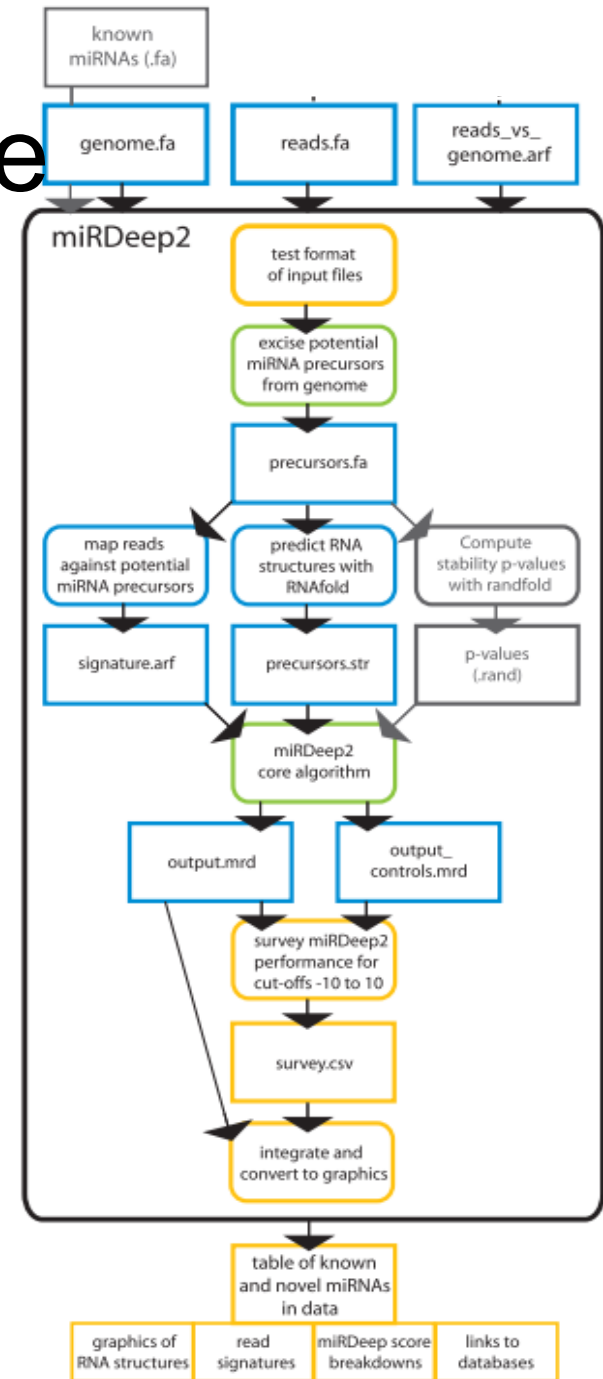 known
miRNAs (.fa)
e
genome.fa
reads.fa
reads_vs_
genome.arf
miRDeep2
test format
of input files
excise potential
miRNA precursors
from genome
precursors.fa
map reads
against potential
miRNA precursors
predict RNA
structures with
RNAfold
Compute
stability p-values
with randfold
signature.arf
precursors.str
p-values
(.rand)
miRDeep2
core algorithm
output.mrd
output_
controls.mrd
survey miRDeep2
performance for
cut-offs -10 to 10
survey.csv
integrate and
convert to graphics
table of known
and novel miRNAs
in data
graphics of
RNA structures
read
signatures
miRDeep score
breakdowns
links to
databases